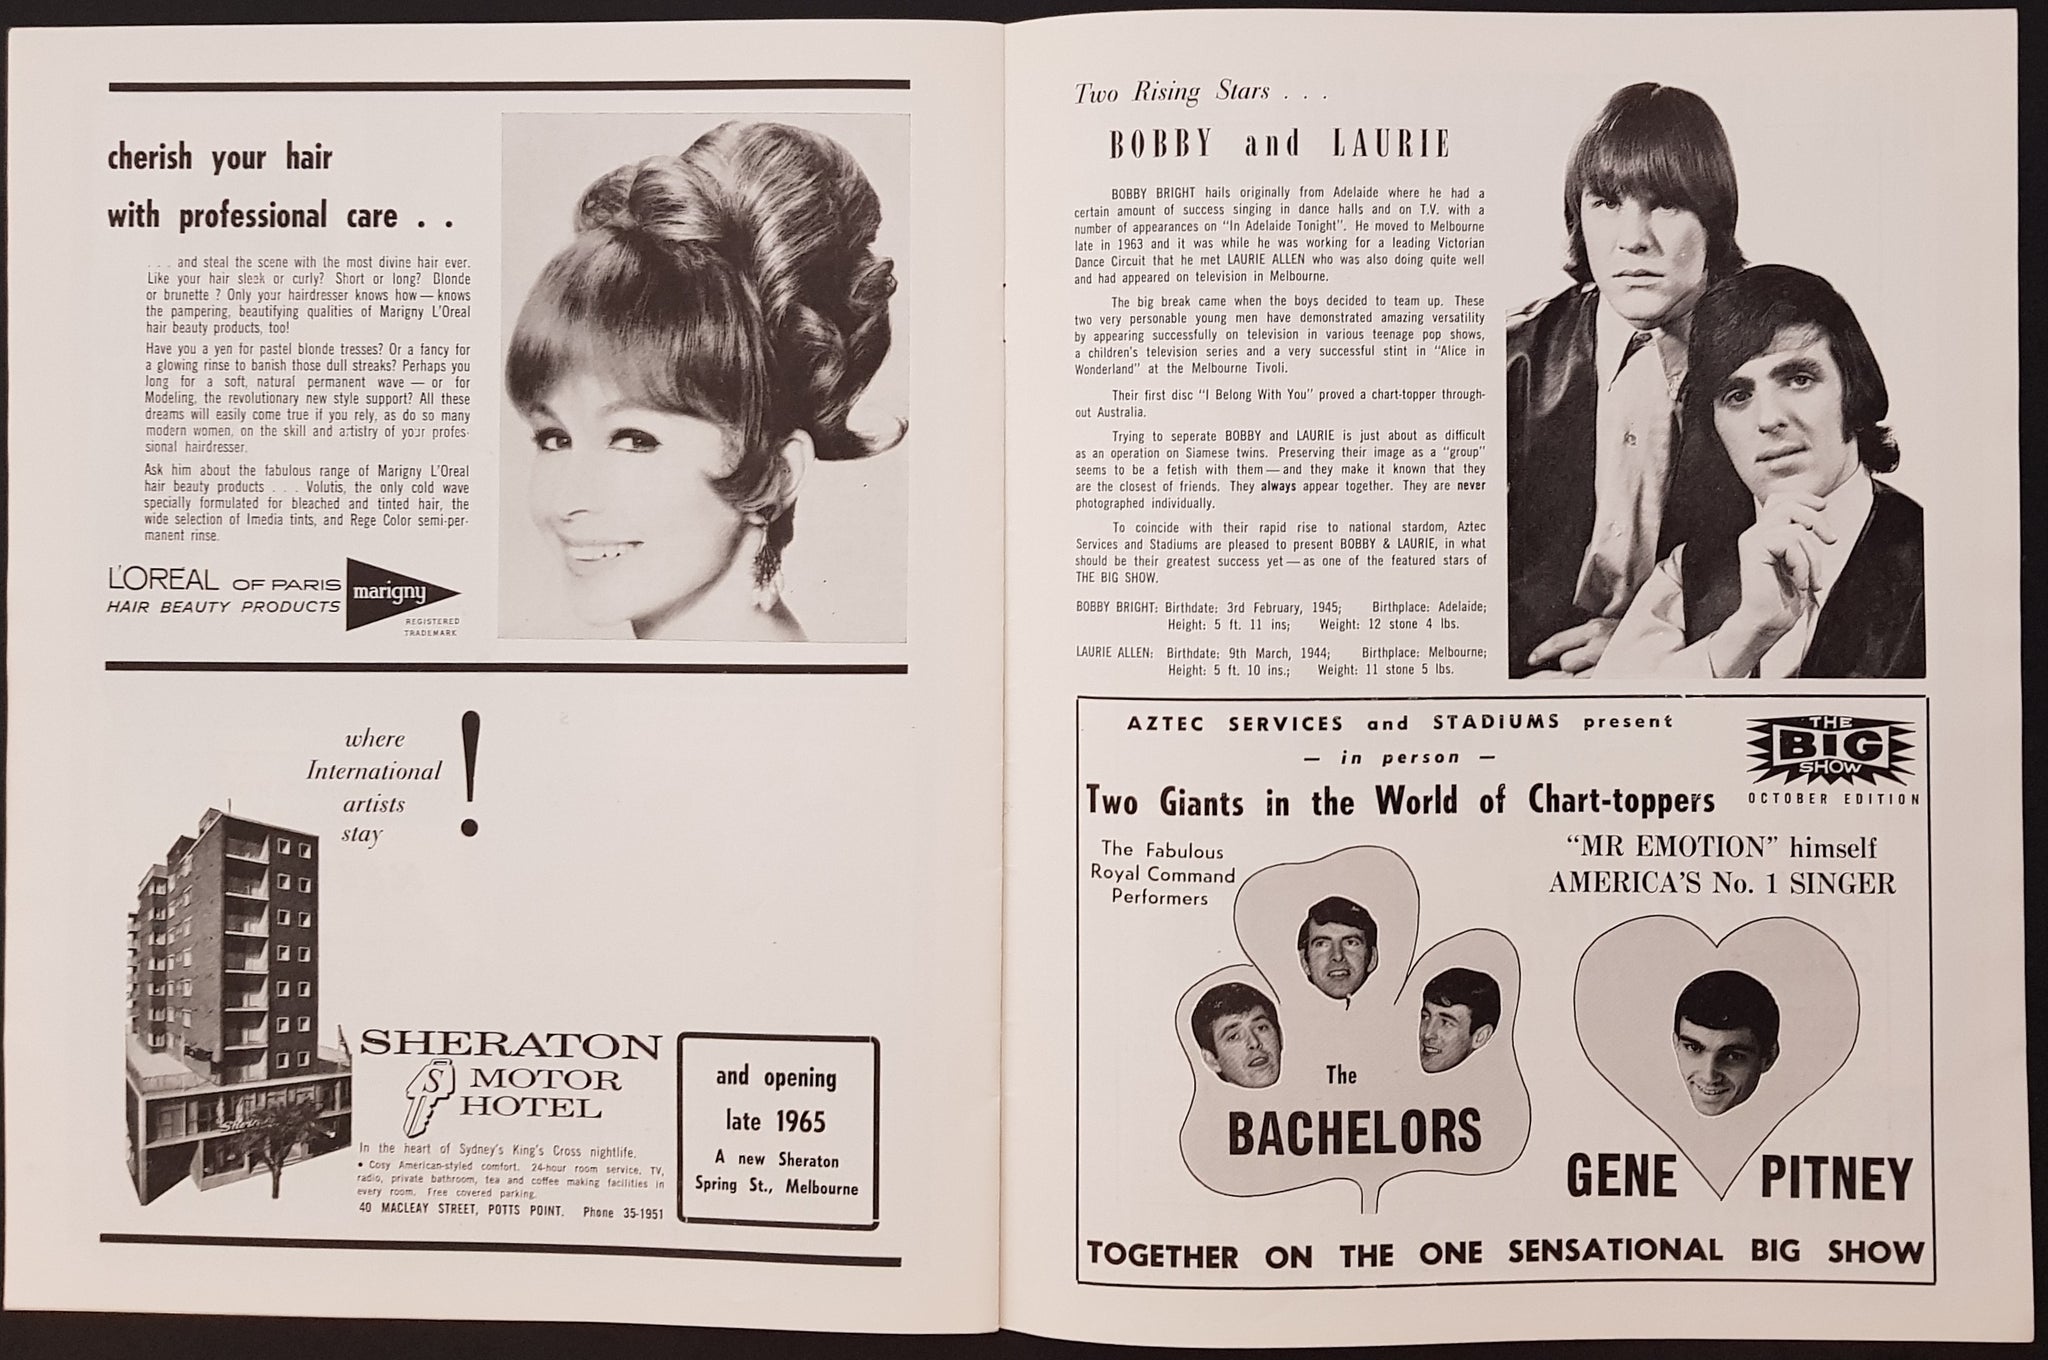 cherish your hair
with professional care . .
. . . and steal the scene with the most divine hair ever.
Like your hair sleek or curly? Short or long? Blonde
or brunette ? Only your hairdresser knows how — knows
the pampering, beautifying qualities of Marigny L'Oreal
hair beauty products, too!
Have you a yen for pastel blonde tresses? Or a fancy for
a glowing rinse to banish those dull streaks? Perhaps you
long for a soft, natural permanent wave — or for
Modeling, the revolutionary new style support? All these
dreams will easily come true if you rely, as do so many
modern women, on the skill and artistry of your profes-
sional hairdresser.
Ask him about the fabulous range of Marigny L'Oreal
hair beauty products . . . Volutis, the only cold wave
specially formulated for bleached and tinted hair, the
wide selection of Imedia tints, and Rege Color semi-per-
manent rinse.
L'ORÉAL OF PARIS
HAIR BEAUTY PRODUCTS
marigny
REGISTERED
TRADEMARK
where
International
artists
stay
!
Sheraton
SHERATON
S MOTOR
HOTEL
In the heart of Sydney's King's Cross nightlife.
• Cosy American-styled comfort. 24-hour room service, TV,
radio, private bathroom, tea and coffee making facilities in
every room. Free covered parking.
40 MACLEAY STREET, POTTS POINT. Phone 35-1951
and opening
late 1965
A new Sheraton
Spring St., Melbourne
Two Rising Stars . . .
BOBBY and LAURIE
BOBBY BRIGHT hails originally from Adelaide where he had a
certain amount of success singing in dance halls and on T.V. with a
number of appearances on "In Adelaide Tonight". He moved to Melbourne
late in 1963 and it was while he was working for a leading Victorian
Dance Circuit that he met LAURIE ALLEN who was also doing quite well
and had appeared on television in Melbourne.
The big break came when the boys decided to team up. These
two very personable young men have demonstrated amazing versatility
by appearing successfully on television in various teenage pop shows,
a children's television series and a very successful stint in "Alice in
Wonderland" at the Melbourne Tivoli.
Their first disc "I Belong With You" proved a chart-topper through-
out Australia.
Trying to seperate BOBBY and LAURIE is just about as difficult
as an operation on Siamese twins. Preserving their image as a "group"
seems to be a fetish with them — and they make it known that they
are the closest of friends. They always appear together. They are never
photographed individually.
To coincide with their rapid rise to national stardom, Aztec
Services and Stadiums are pleased to present BOBBY & LAURIE, in what
should be their greatest success yet — as one of the featured stars of
THE BIG SHOW.
BOBBY BRIGHT: Birthdate: 3rd February, 1945; Birthplace: Adelaide;
Height: 5 ft. 11 ins; Weight: 12 stone 4 lbs.
LAURIE ALLEN: Birthdate: 9th March, 1944; Birthplace: Melbourne;
Height: 5 ft. 10 ins.; Weight: 11 stone 5 lbs.
AZTEC SERVICES and STADIUMS present
— in person —
Two Giants in the World of Chart-toppers
THE
BIG
SHOW
OCTOBER EDITION
The Fabulous
Royal Command
Performers
"MR EMOTION" himself
AMERICA'S No. 1 SINGER
The
BACHELORS
GENE PITNEY
TOGETHER ON THE ONE SENSATIONAL BIG SHOW